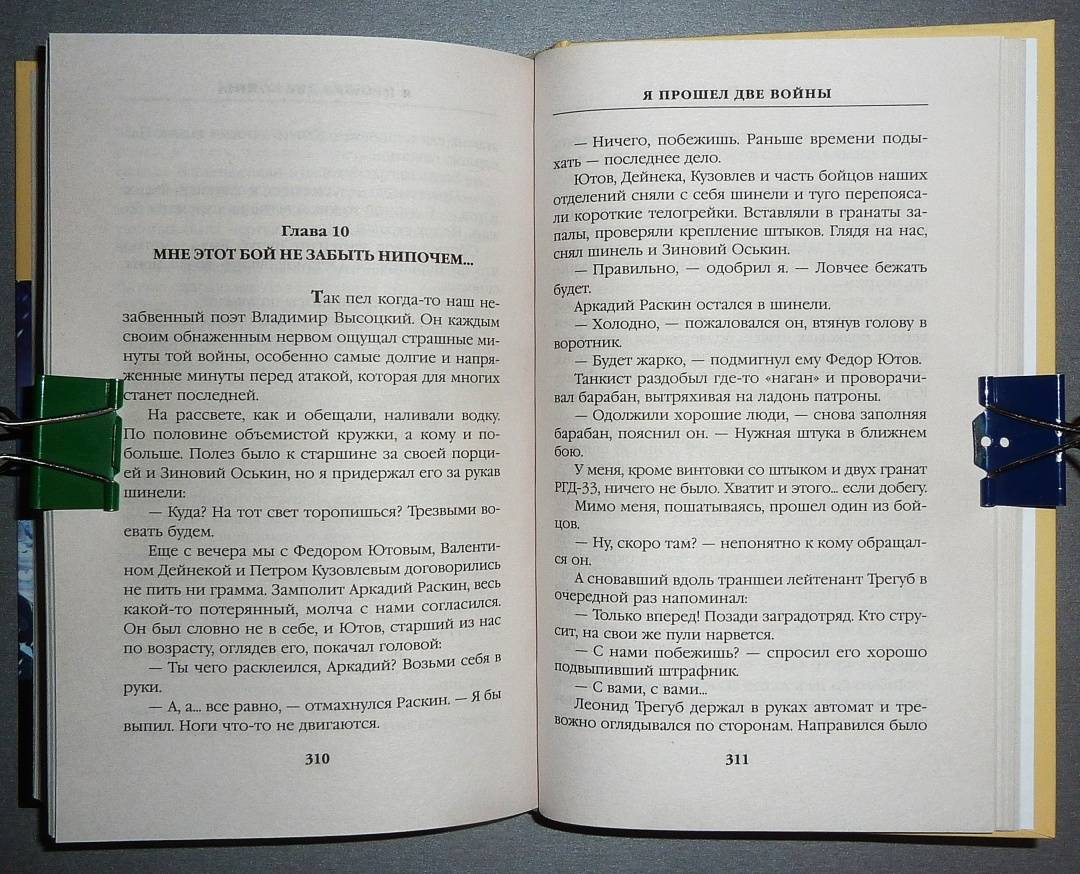 Глава 10
МНЕ ЭТОТ БОЙ НЕ ЗАБЫТЬ НИПОЧЕМ...
Так пел когда-то наш не-
забвенный поэт Владимир Высоцкий. Он каждым
своим обнаженным нервом ощущал страшные ми-
нуты той войны, особенно самые долгие и напря-
женные минуты перед атакой, которая для многих
станет последней.
На рассвете, как и обещали, наливали водку.
По половине объемистой кружки, а кому и по-
больше. Полез было к старшине за своей порци-
ей и Зиновий Оськин, но я придержал его за рукав
шинели:
— Куда? На тот свет торопишься? Трезвыми во-
евать будем.
Еще с вечера мы с Федором Ютовым, Валенти-
ном Дейнекой и Петром Кузовлевым договорились
не пить ни грамма. Замполит Аркадий Раскин, весь
какой-то потерянный, молча с нами согласился.
Он был словно не в себе, и Ютов, старший из нас
по возрасту, оглядев его, покачал головой:
— Ты чего расклеился, Аркадий? Возьми себя в
руки.
— А, а... все равно, — отмахнулся Раскин. — Я бы
выпил. Ноги что-то не двигаются.
310
Я ПРОШЕЛ ДВЕ ВОЙНЫ
— Ничего, побежишь. Раньше времени поды-
хать — последнее дело.
Ютов, Дейнека, Кузовлев и часть бойцов наших
отделений сняли с себя шинели и туго перепояса-
ли короткие телогрейки. Вставляли в гранаты за-
палы, проверяли крепление штыков. Глядя на нас,
снял шинель и Зиновий Оськин.
— Правильно, — одобрил я. — Ловчее бежать
будет.
Аркадий Раскин остался в шинели.
— Холодно, — пожаловался он, втянув голову в
воротник.
— Будет жарко, — подмигнул ему Федор Ютов.
Танкист раздобыл где-то «наган» и проворачи-
вал барабан, вытряхивая на ладонь патроны.
— Одолжили хорошие люди, — снова заполняя
барабан, пояснил он. — Нужная штука в ближнем
бою.
У меня, кроме винтовки со штыком и двух гранат
РГД-33, ничего не было. Хватит и этого... если добегу.
Мимо меня, пошатываясь, прошел один из бой-
цов.
— Ну, скоро там? — непонятно к кому обращал-
ся он.
А сновавший вдоль траншеи лейтенант Трегуб в
очередной раз напоминал:
— Только вперед! Позади заградотряд. Кто стру-
сит, на свои же пули нарвется.
— С нами побежишь? — спросил его хорошо
подвыпивший штрафник.
— С вами, с вами...
Леонид Трегуб держал в руках автомат и тре-
вожно оглядывался по сторонам. Направился было
311